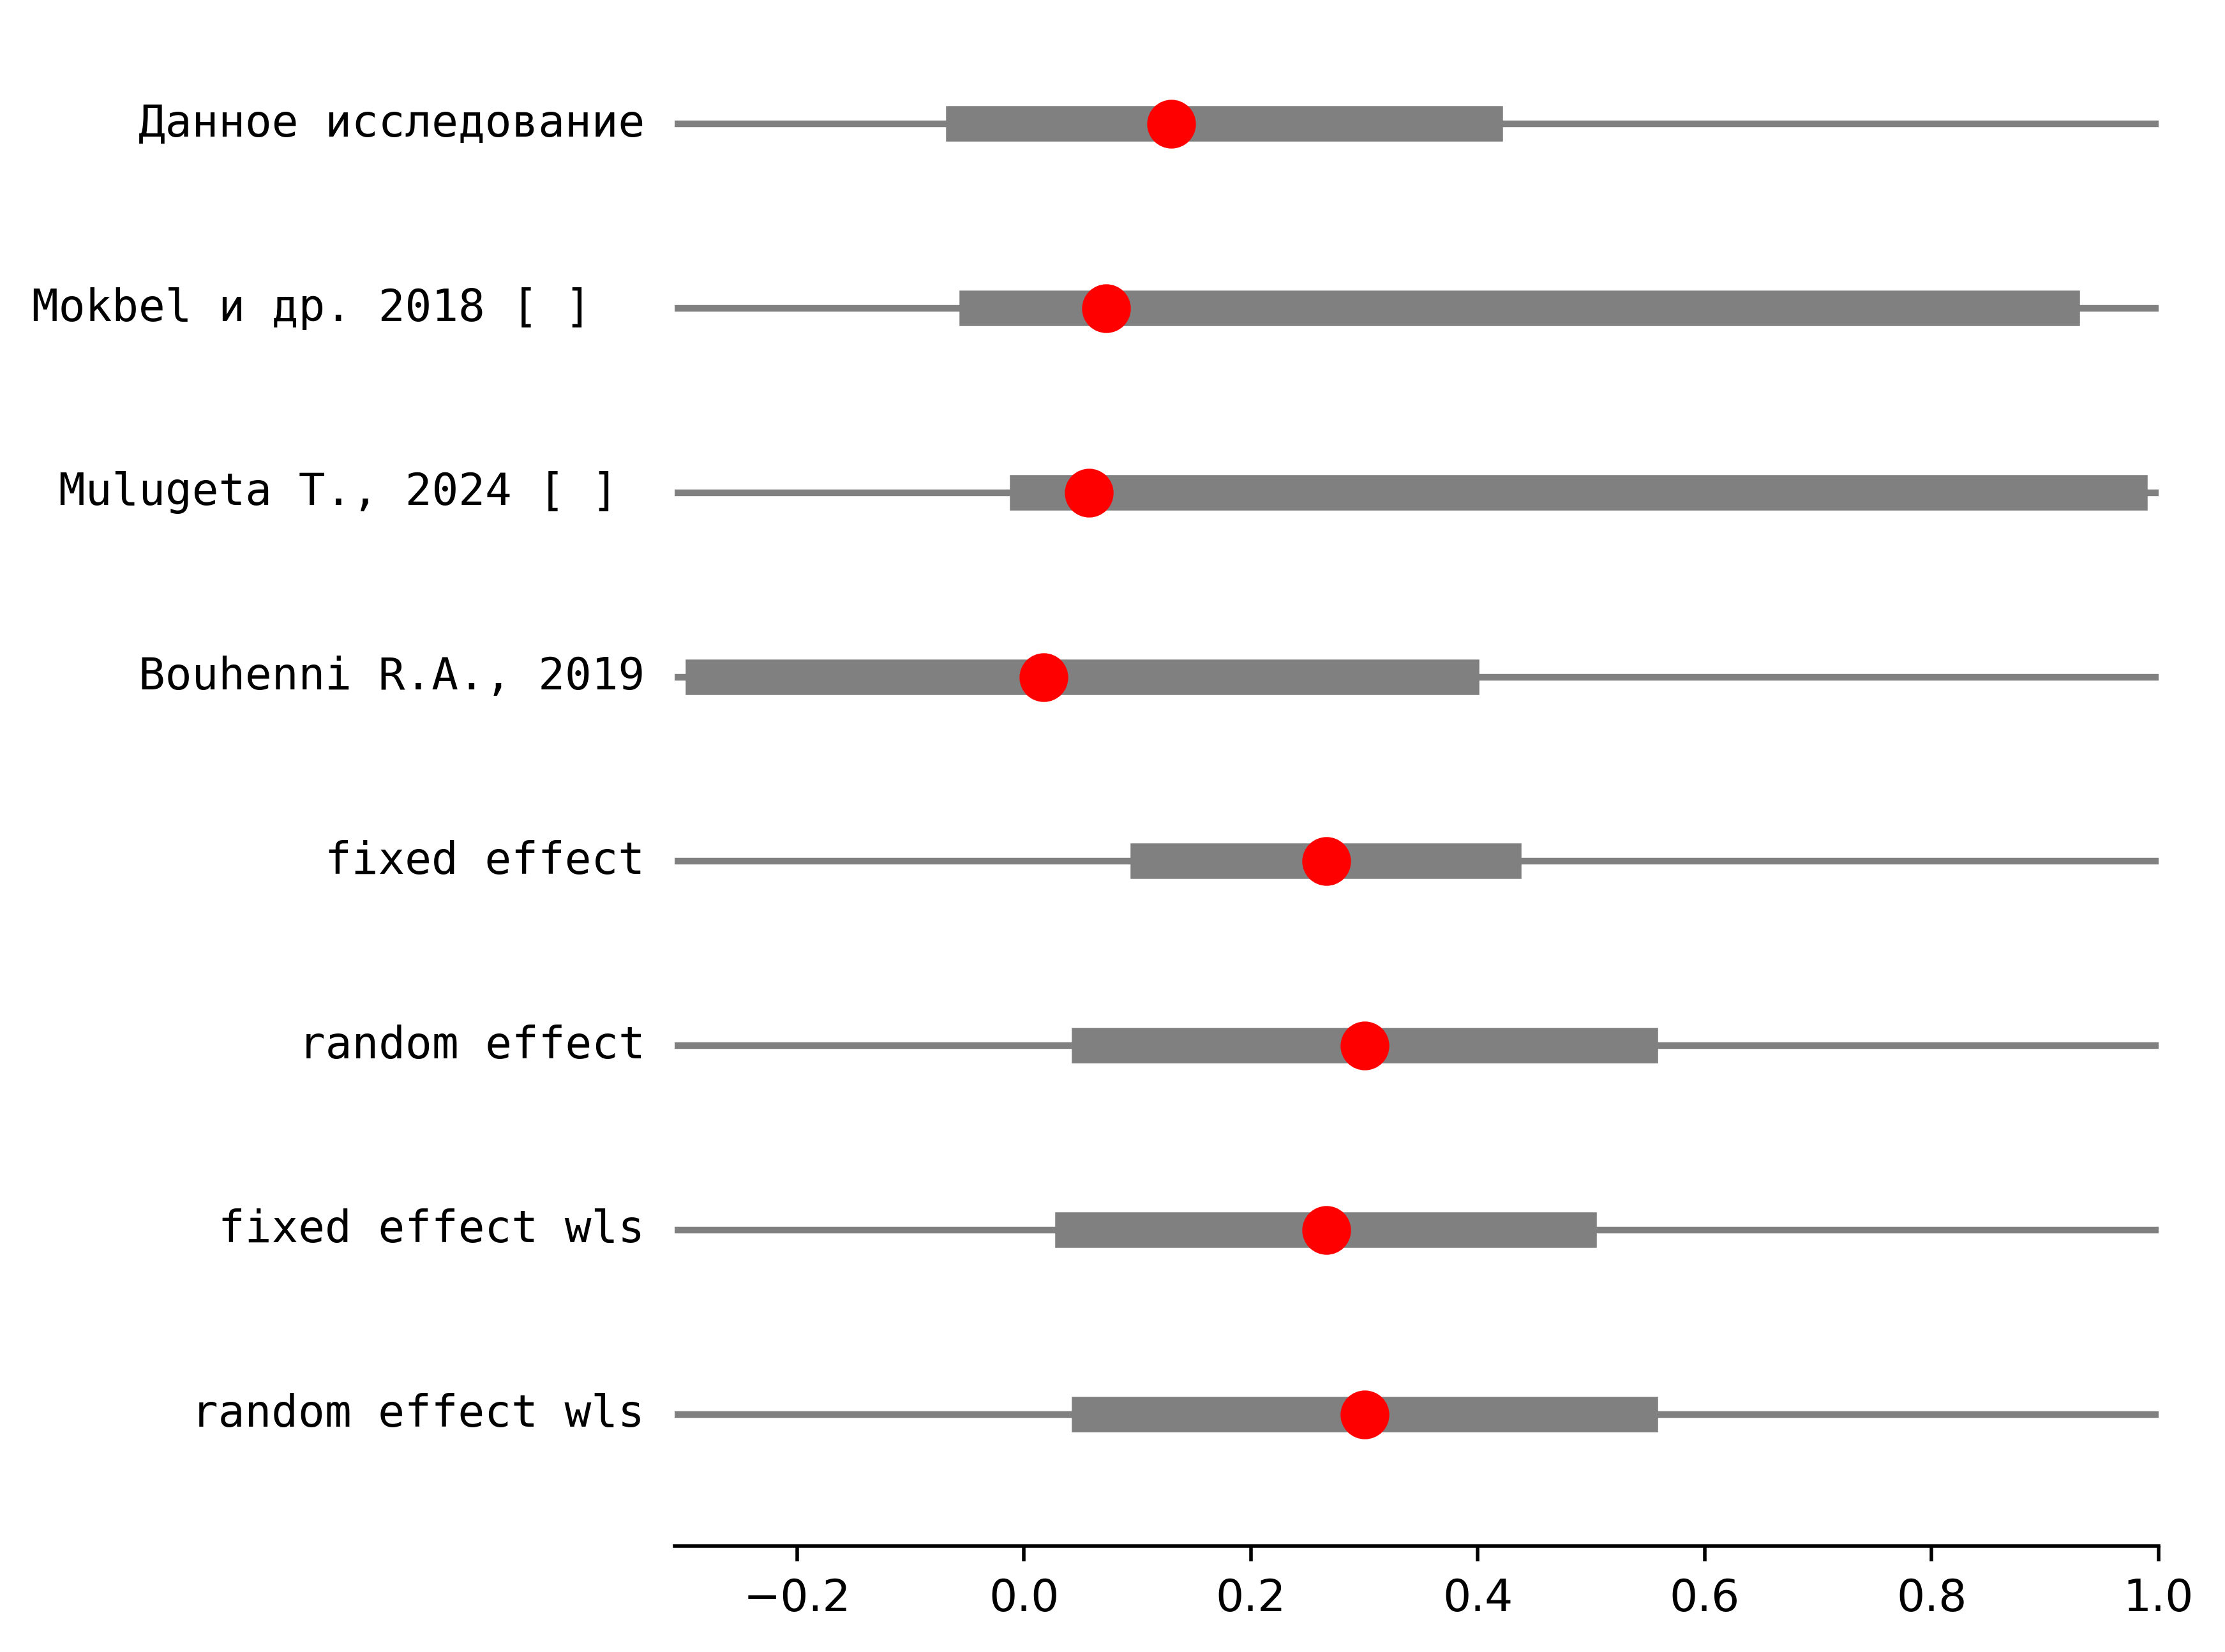 Данное исследование
Mokbel и др. 2018 [ ]
Mulugeta T., 2024 [ ]
Bouhenni R.A., 2019
fixed effect
random effect
fixed effect wls
random effect wls
−0.2 0.0 0.2 0.4 0.6 0.8 1.0